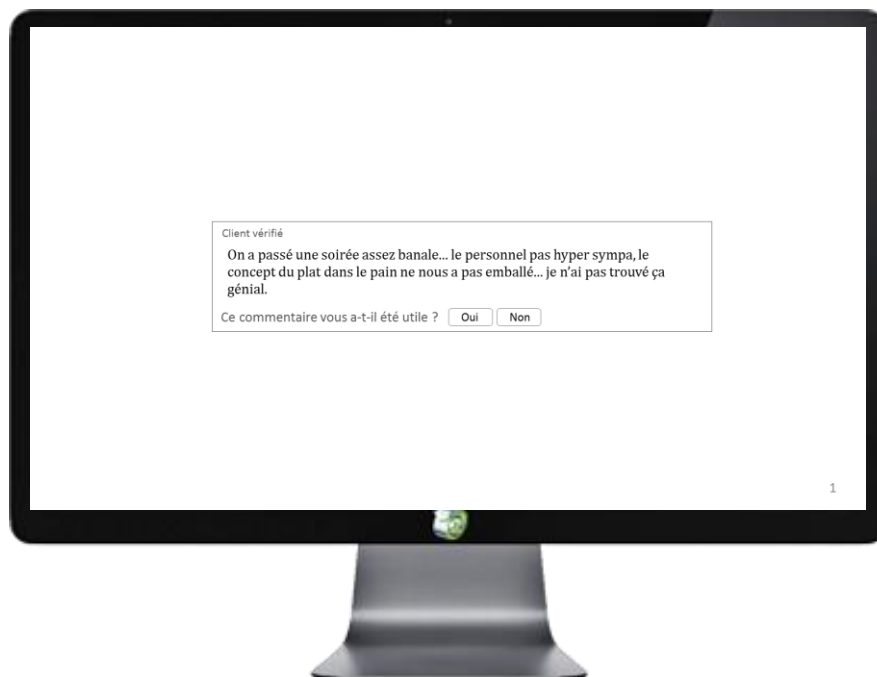 Client vérifié
On a passé une soirée assez banale... le personnel pas hyper sympa, le
concept du plat dans le pain ne nous a pas emballé... je n'ai pas trouvé ça
génial.
Ce commentaire vous a-t-il été utile ? Oui Non
1